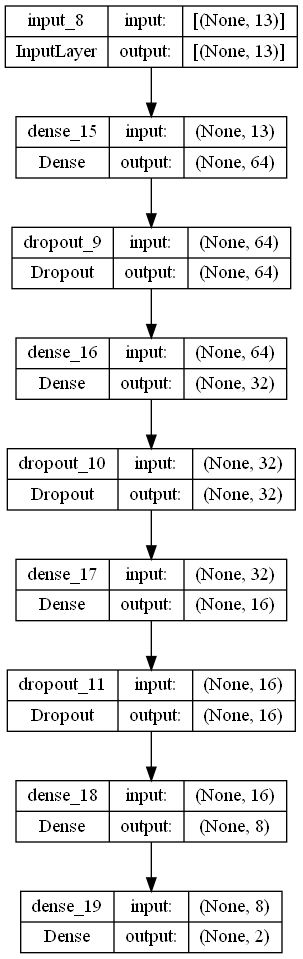 input_8 input: [(None, 13)]
InputLayer output: [(None, 13)]
dense_15 input: (None, 13)
Dense output: (None, 64)
dropout_9 input: (None, 64)
Dropout output: (None, 64)
dense_16 input: (None, 64)
Dense output: (None, 32)
dropout_10 input: (None, 32)
Dropout output: (None, 32)
dense_17 input: (None, 32)
Dense output: (None, 16)
dropout_11 input: (None, 16)
Dropout output: (None, 16)
dense_18 input: (None, 16)
Dense output: (None, 8)
dense_19 input: (None, 8)
Dense output: (None, 2)